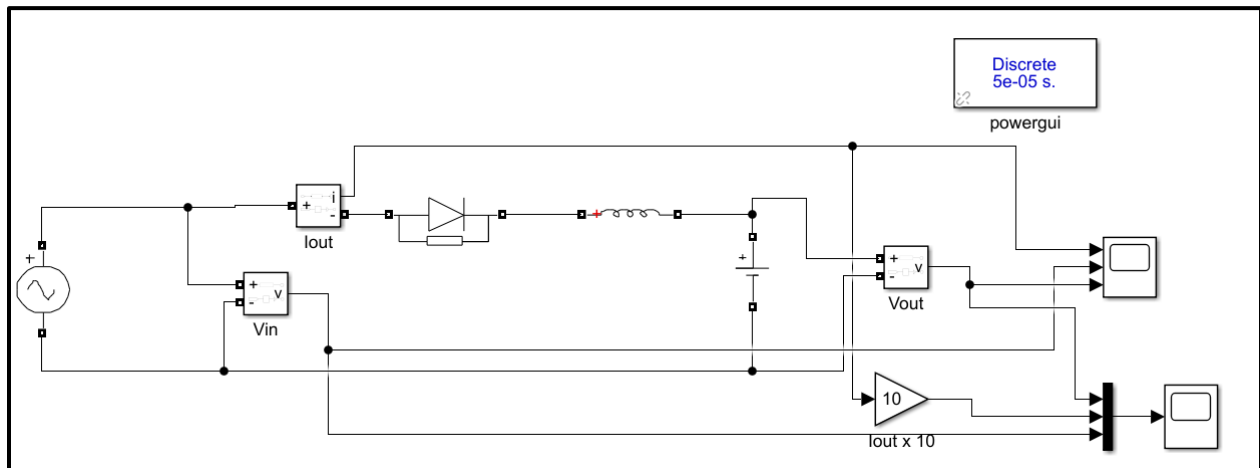 Discrete
5e-05 s.
powergui
i
+
-
Iout
+
+
-
v
Vin
+
+
+
-
v
Vout
10
Iout x 10